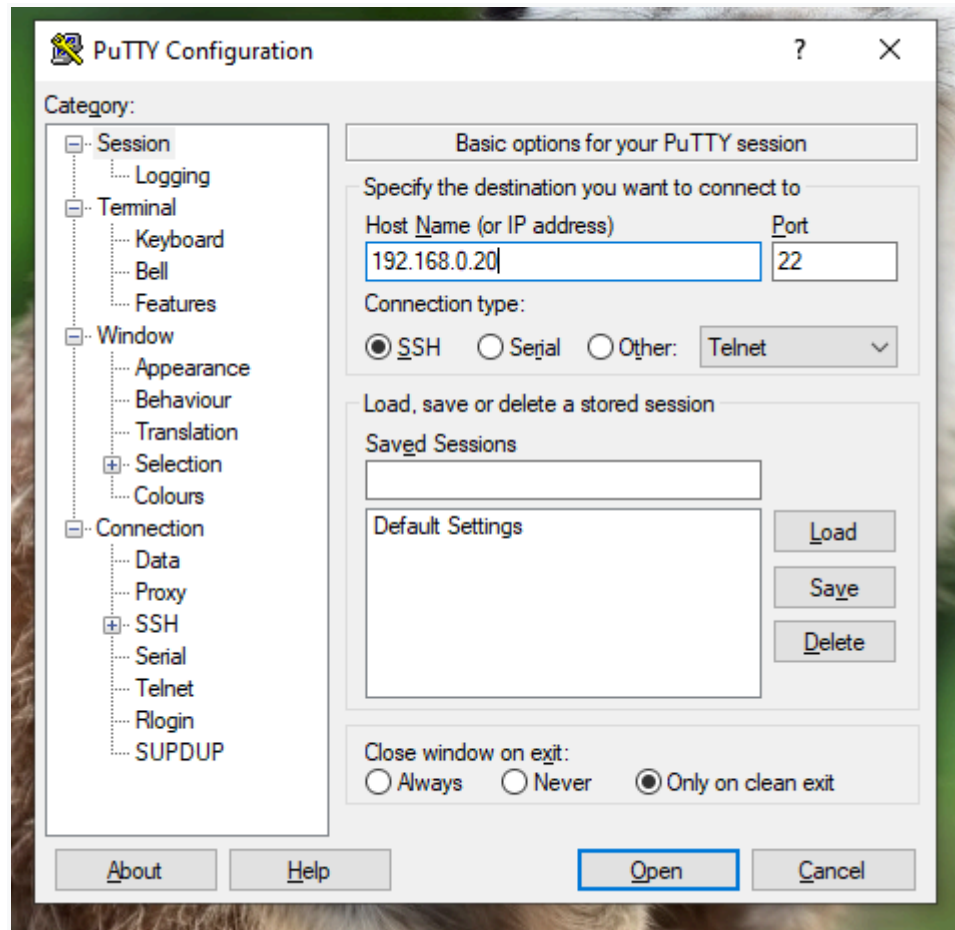 PuTTY Configuration
?
Category:
Session
Logging
Terminal
Keyboard
Bell
Features
Window
Appearance
Behaviour
Translation
Selection
Colours
Connection
Data
Proxy
SSH
Serial
Telnet
Rlogin
SUPDUP
Basic options for your PuTTY session
Specify the destination you want to connect to
Host Name (or IP address) Port
192.168.0.20 22
Connection type:
SSH Serial Other: Telnet
Load, save or delete a stored session
Saved Sessions
Default Settings
Load
Save
Delete
Close window on exit:
Always Never Only on clean exit
About Help Open Cancel